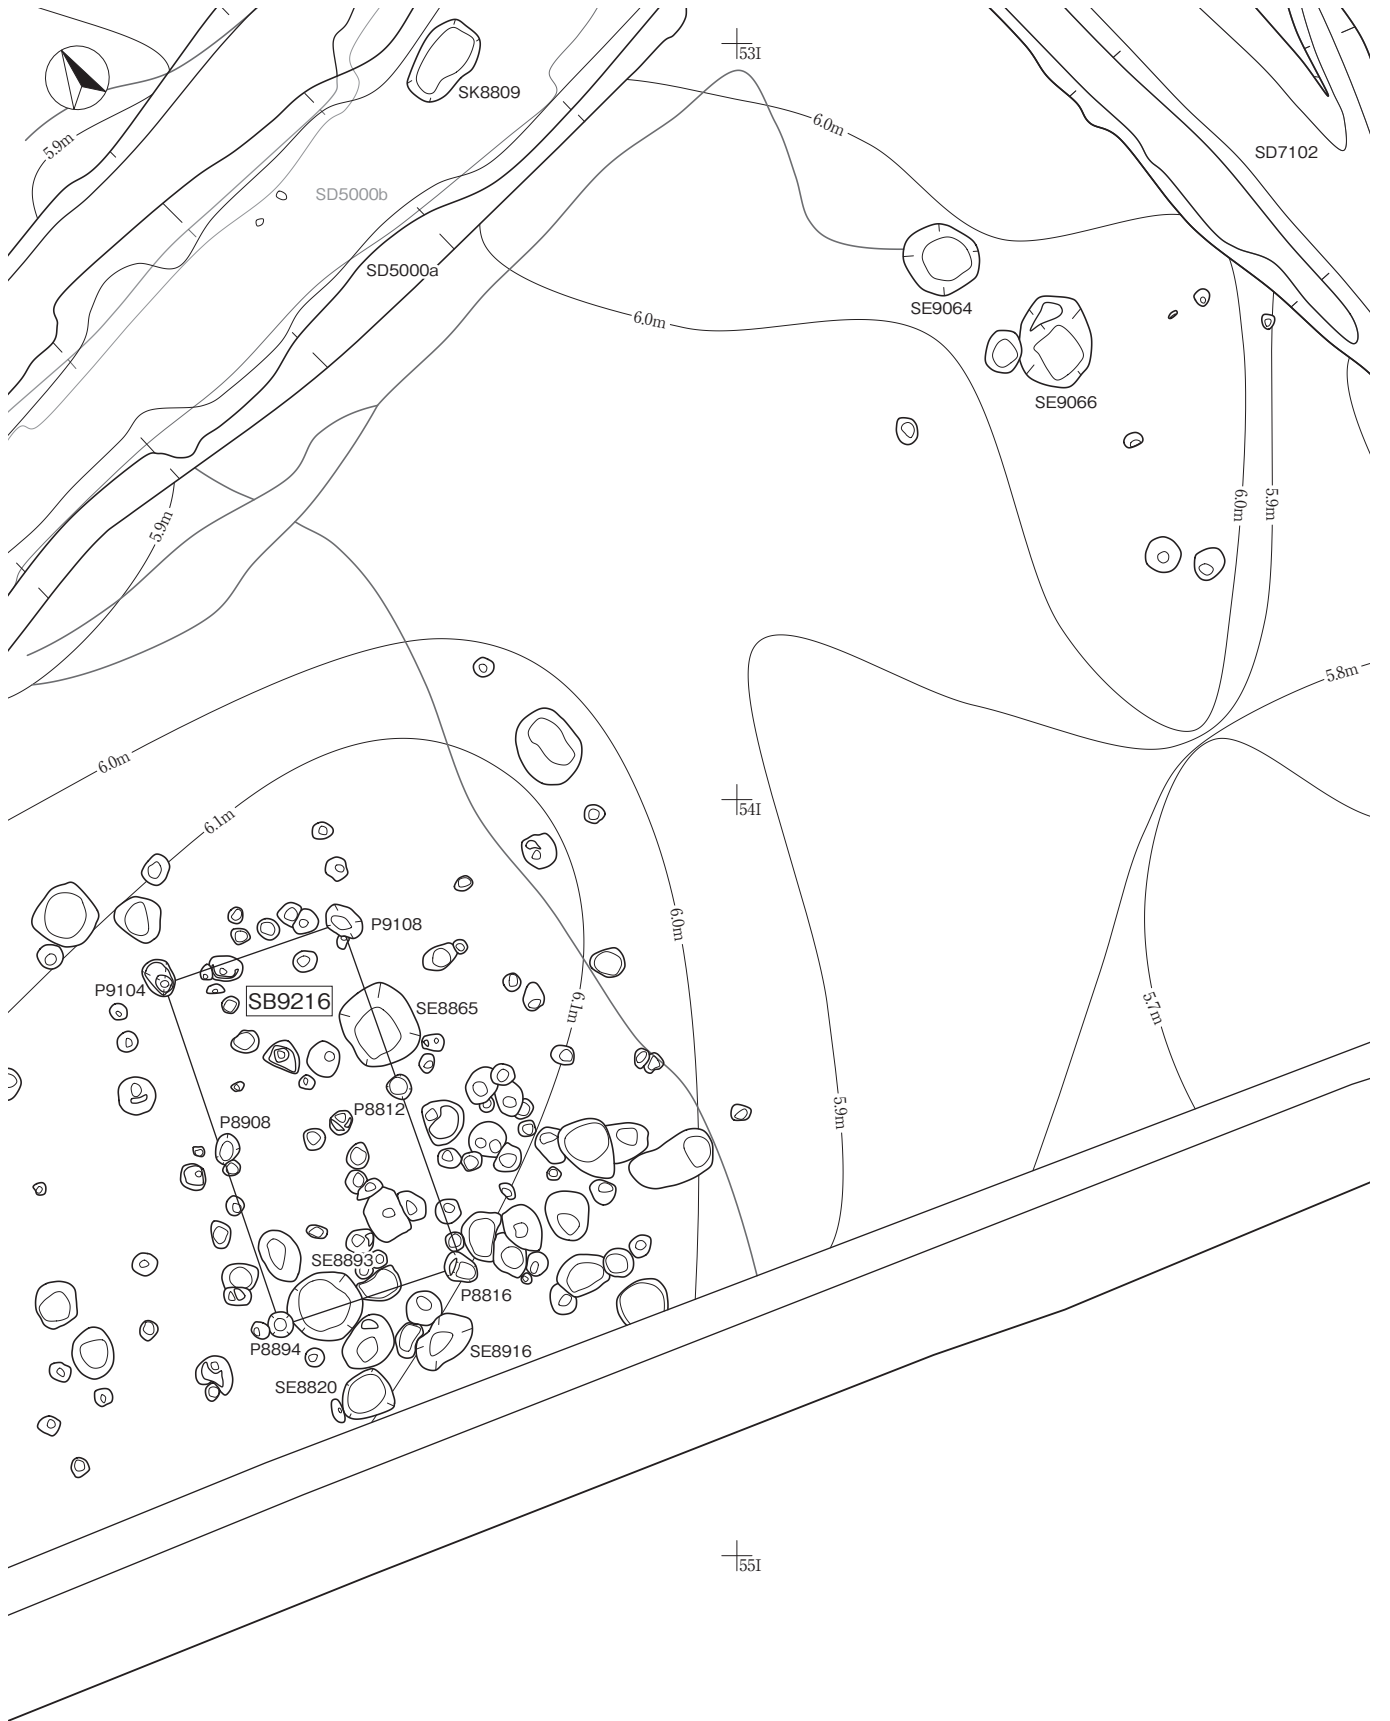 53I
SK8809
6.0m
5.9m
SD7102
SD5000b
SD5000a
SE9064
6.0m
SE9066
6.0m
5.9m
5.9m
5.8m
6.0m
54I
6.1m
6.0m
P9108
P9104
SB9216
SE8865
6.1m
5.7m
P8812
5.9m
P8908
SE8893
P8816
P8894
SE8916
SE8820
55I